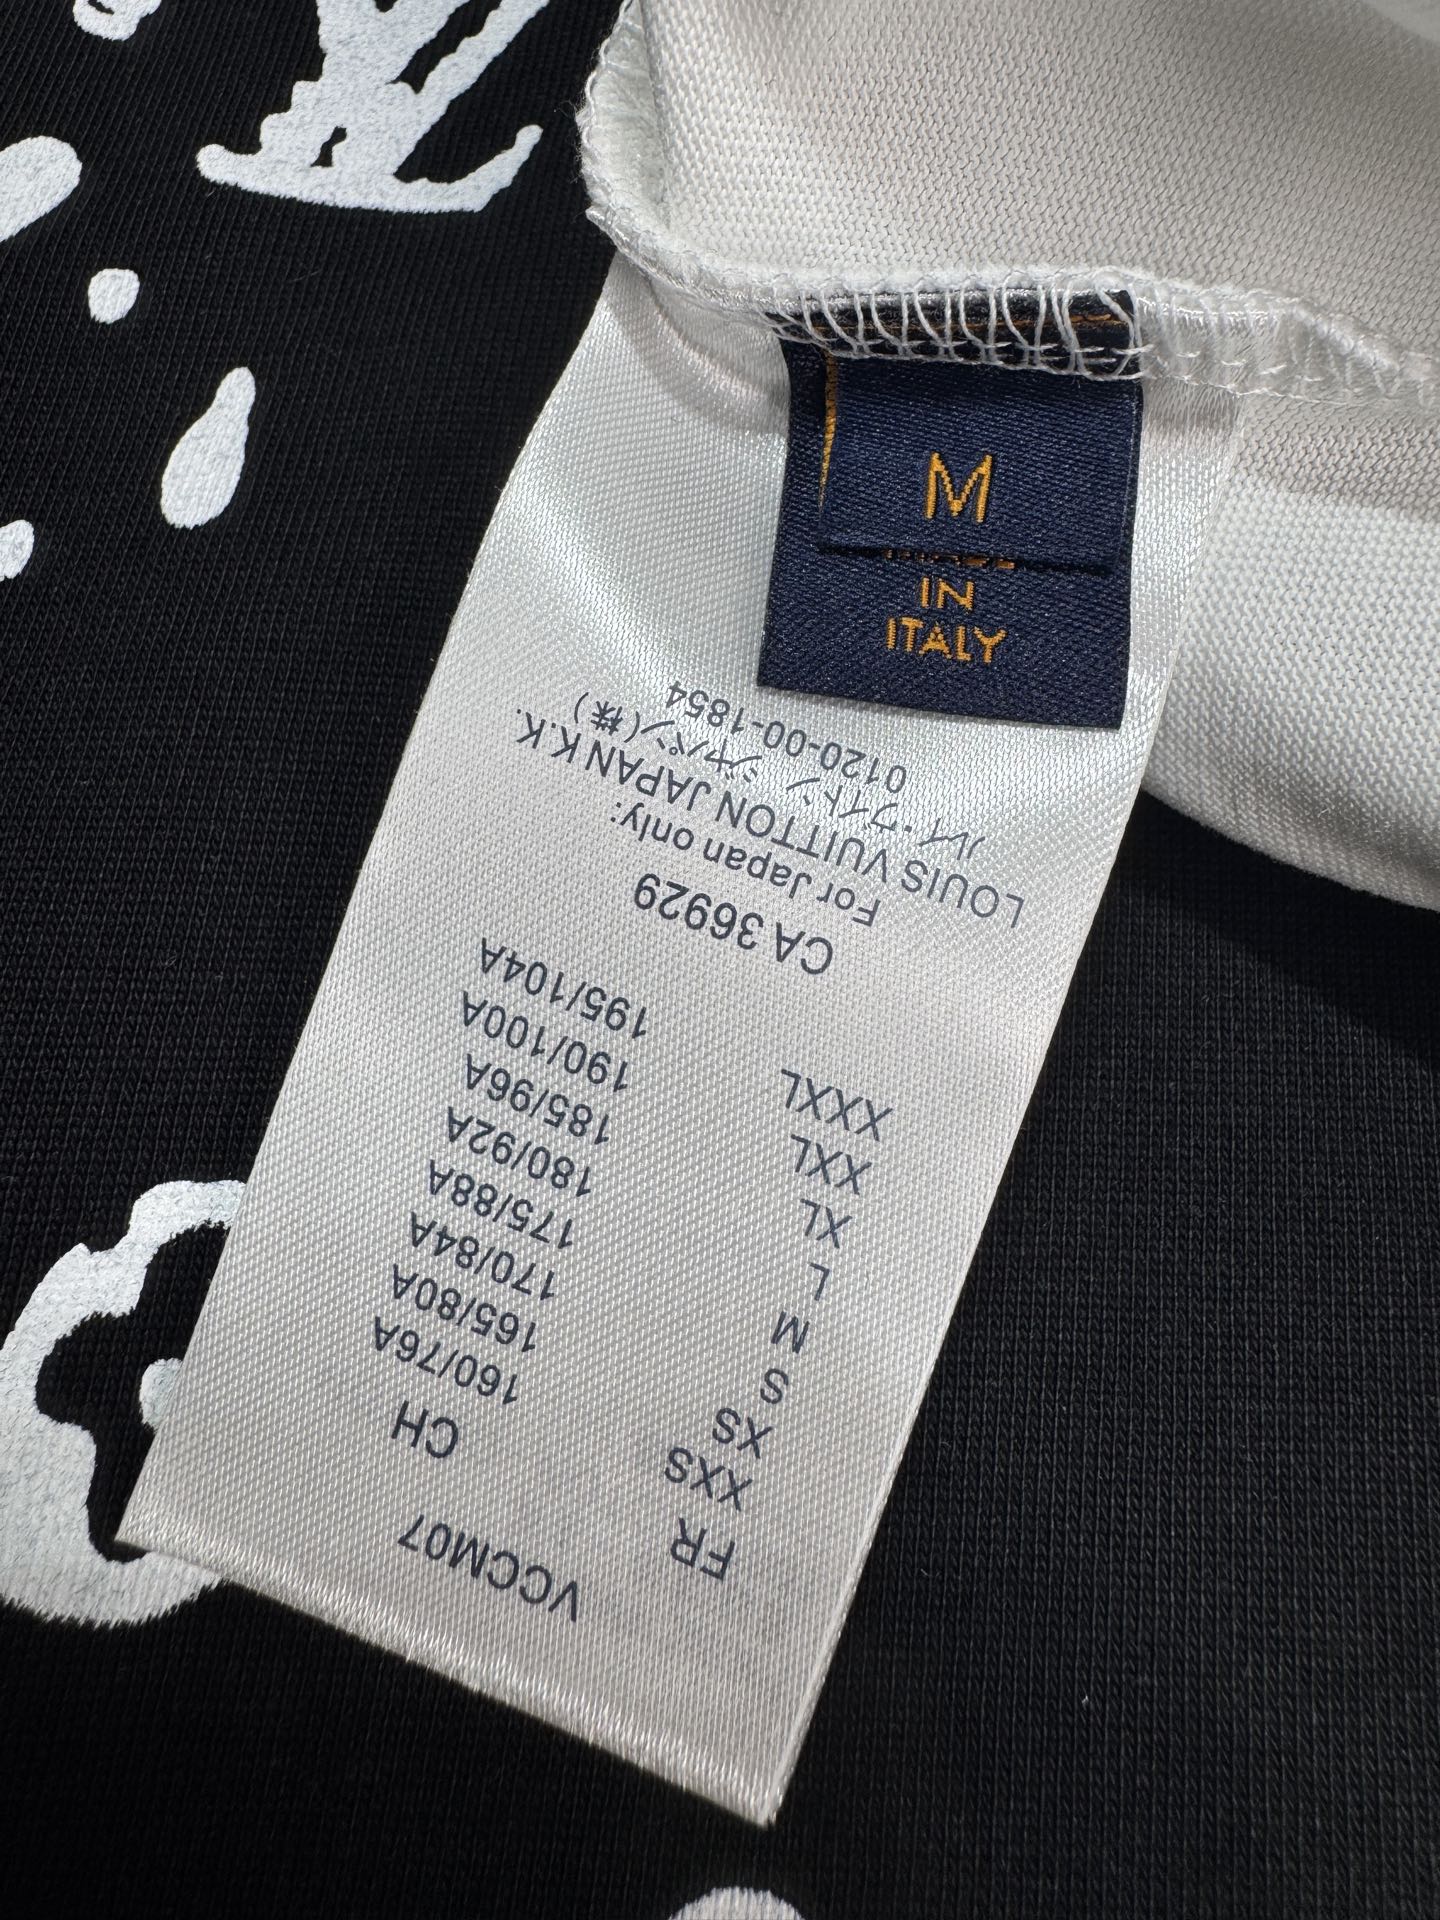 M
IN
ITALY
VCCM07
FR CH
XXS 160/76A
XS 165/80A
S 170/84A
M 175/88A
L 180/92A
XL 185/96A
XXL 190/100A
XXXL 195/104A
CA 36929
For Japan only:
LOUIS VUITTON JAPAN K.K.
ルイ・ヴィトン ジャパン(株)
0120-00-1854